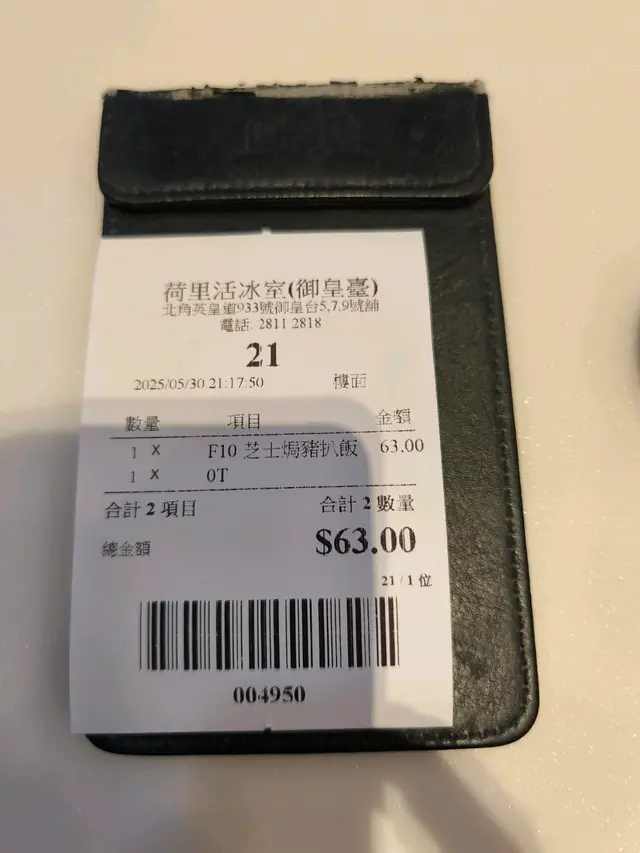 荷里活冰室(御皇臺)
北角英皇道933號御皇台5,7,9號舖
電話: 2811 2818
21
2025/05/30 21:17:50 樓面
數量 項目 金額
1 X F10 芝士焗豬扒飯 63.00
1 X 0T
合計 2 項目 合計 2 數量
總金額 $63.00
21 / 1 位
004950